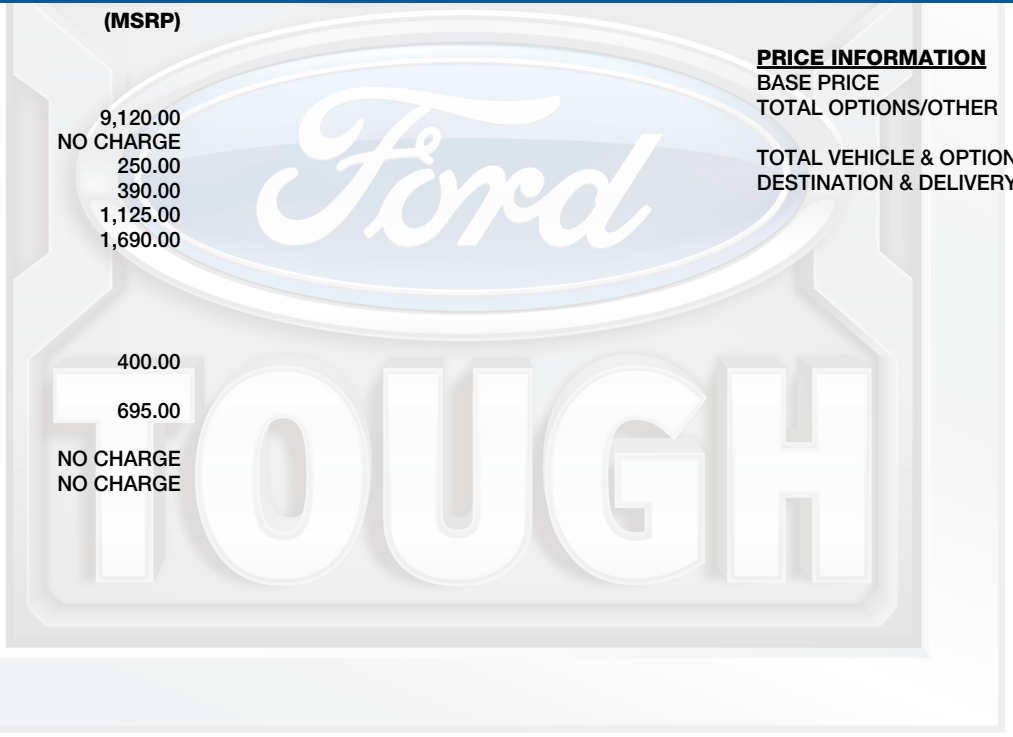 (MSRP)
9,120.00
NO CHARGE
250.00
390.00
1,125.00
1,690.00
400.00
695.00
NO CHARGE
NO CHARGE
PRICE INFORMATION
BASE PRICE
TOTAL OPTIONS/OTHER
TOTAL VEHICLE & OPTION
DESTINATION & DELIVERY
Ford
TOUGH